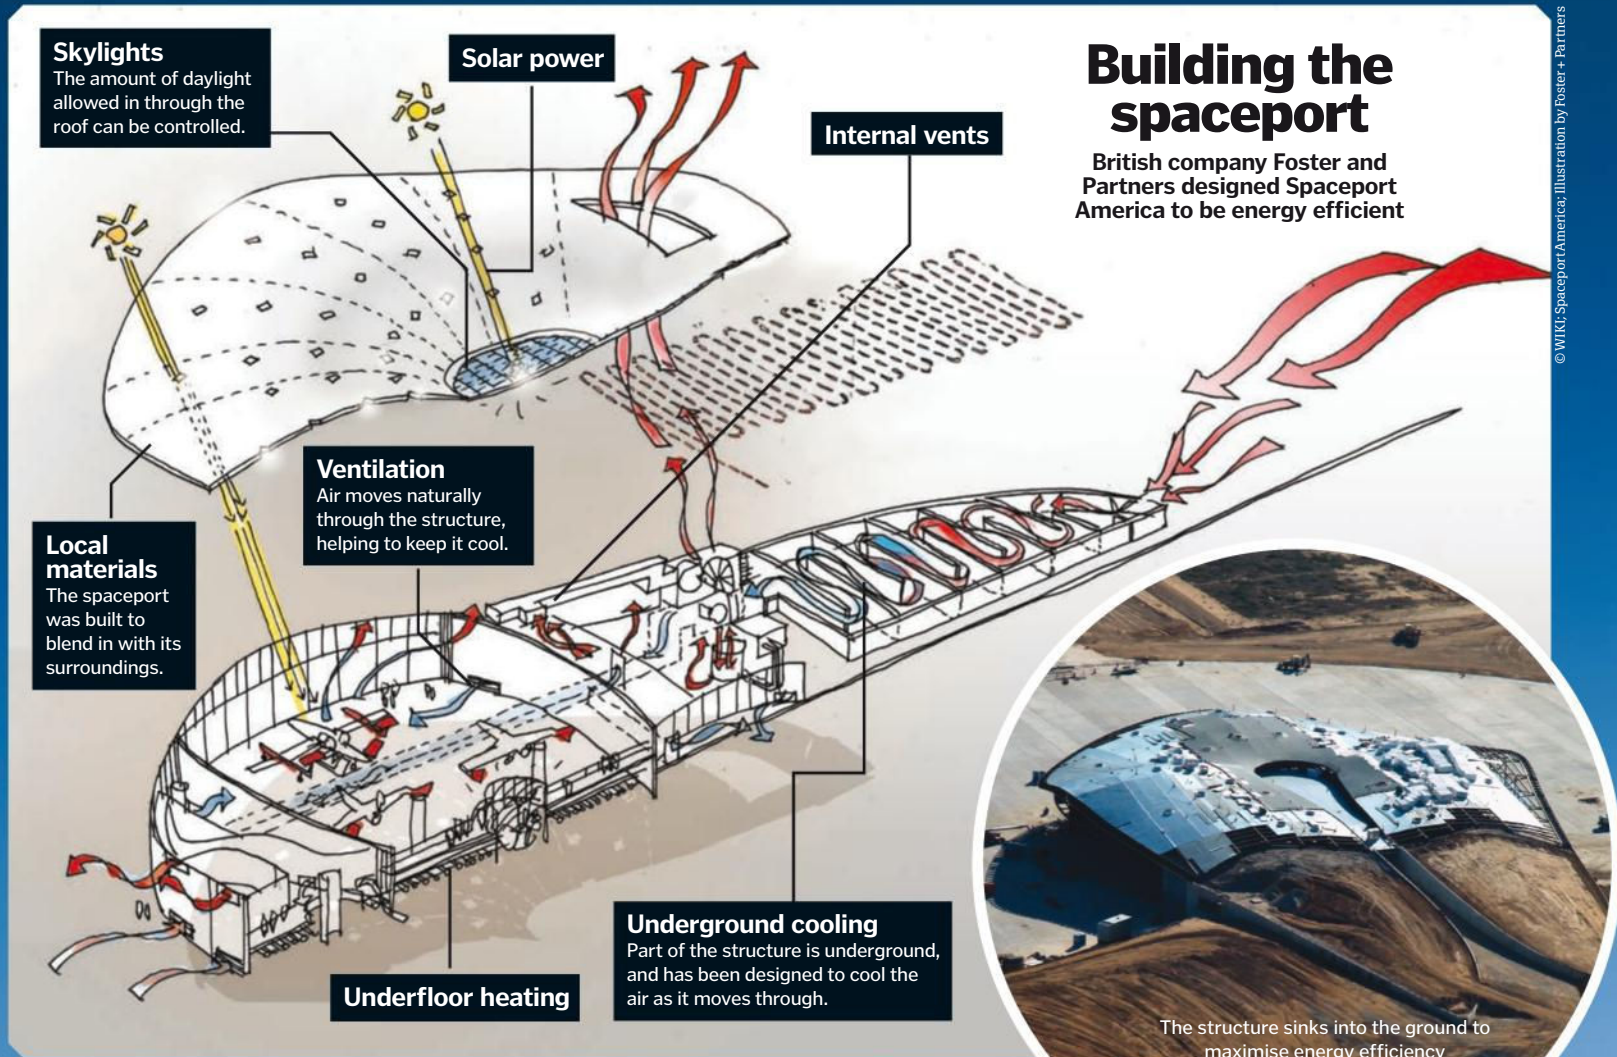 Building the
spaceport
British company Foster and
Partners designed Spaceport
America to be energy efficient
Skylights
The amount of daylight
allowed in through the
roof can be controlled.
Solar power
Internal vents
Ventilation
Air moves naturally
through the structure,
helping to keep it cool.
Local
materials
The spaceport
was built to
blend in with its
surroundings.
Underground cooling
Part of the structure is underground,
and has been designed to cool the
air as it moves through.
Underfloor heating
The structure sinks into the ground to
maximise energy efficiency
© WIKI; Spaceport America; Illustration by Foster + Partners